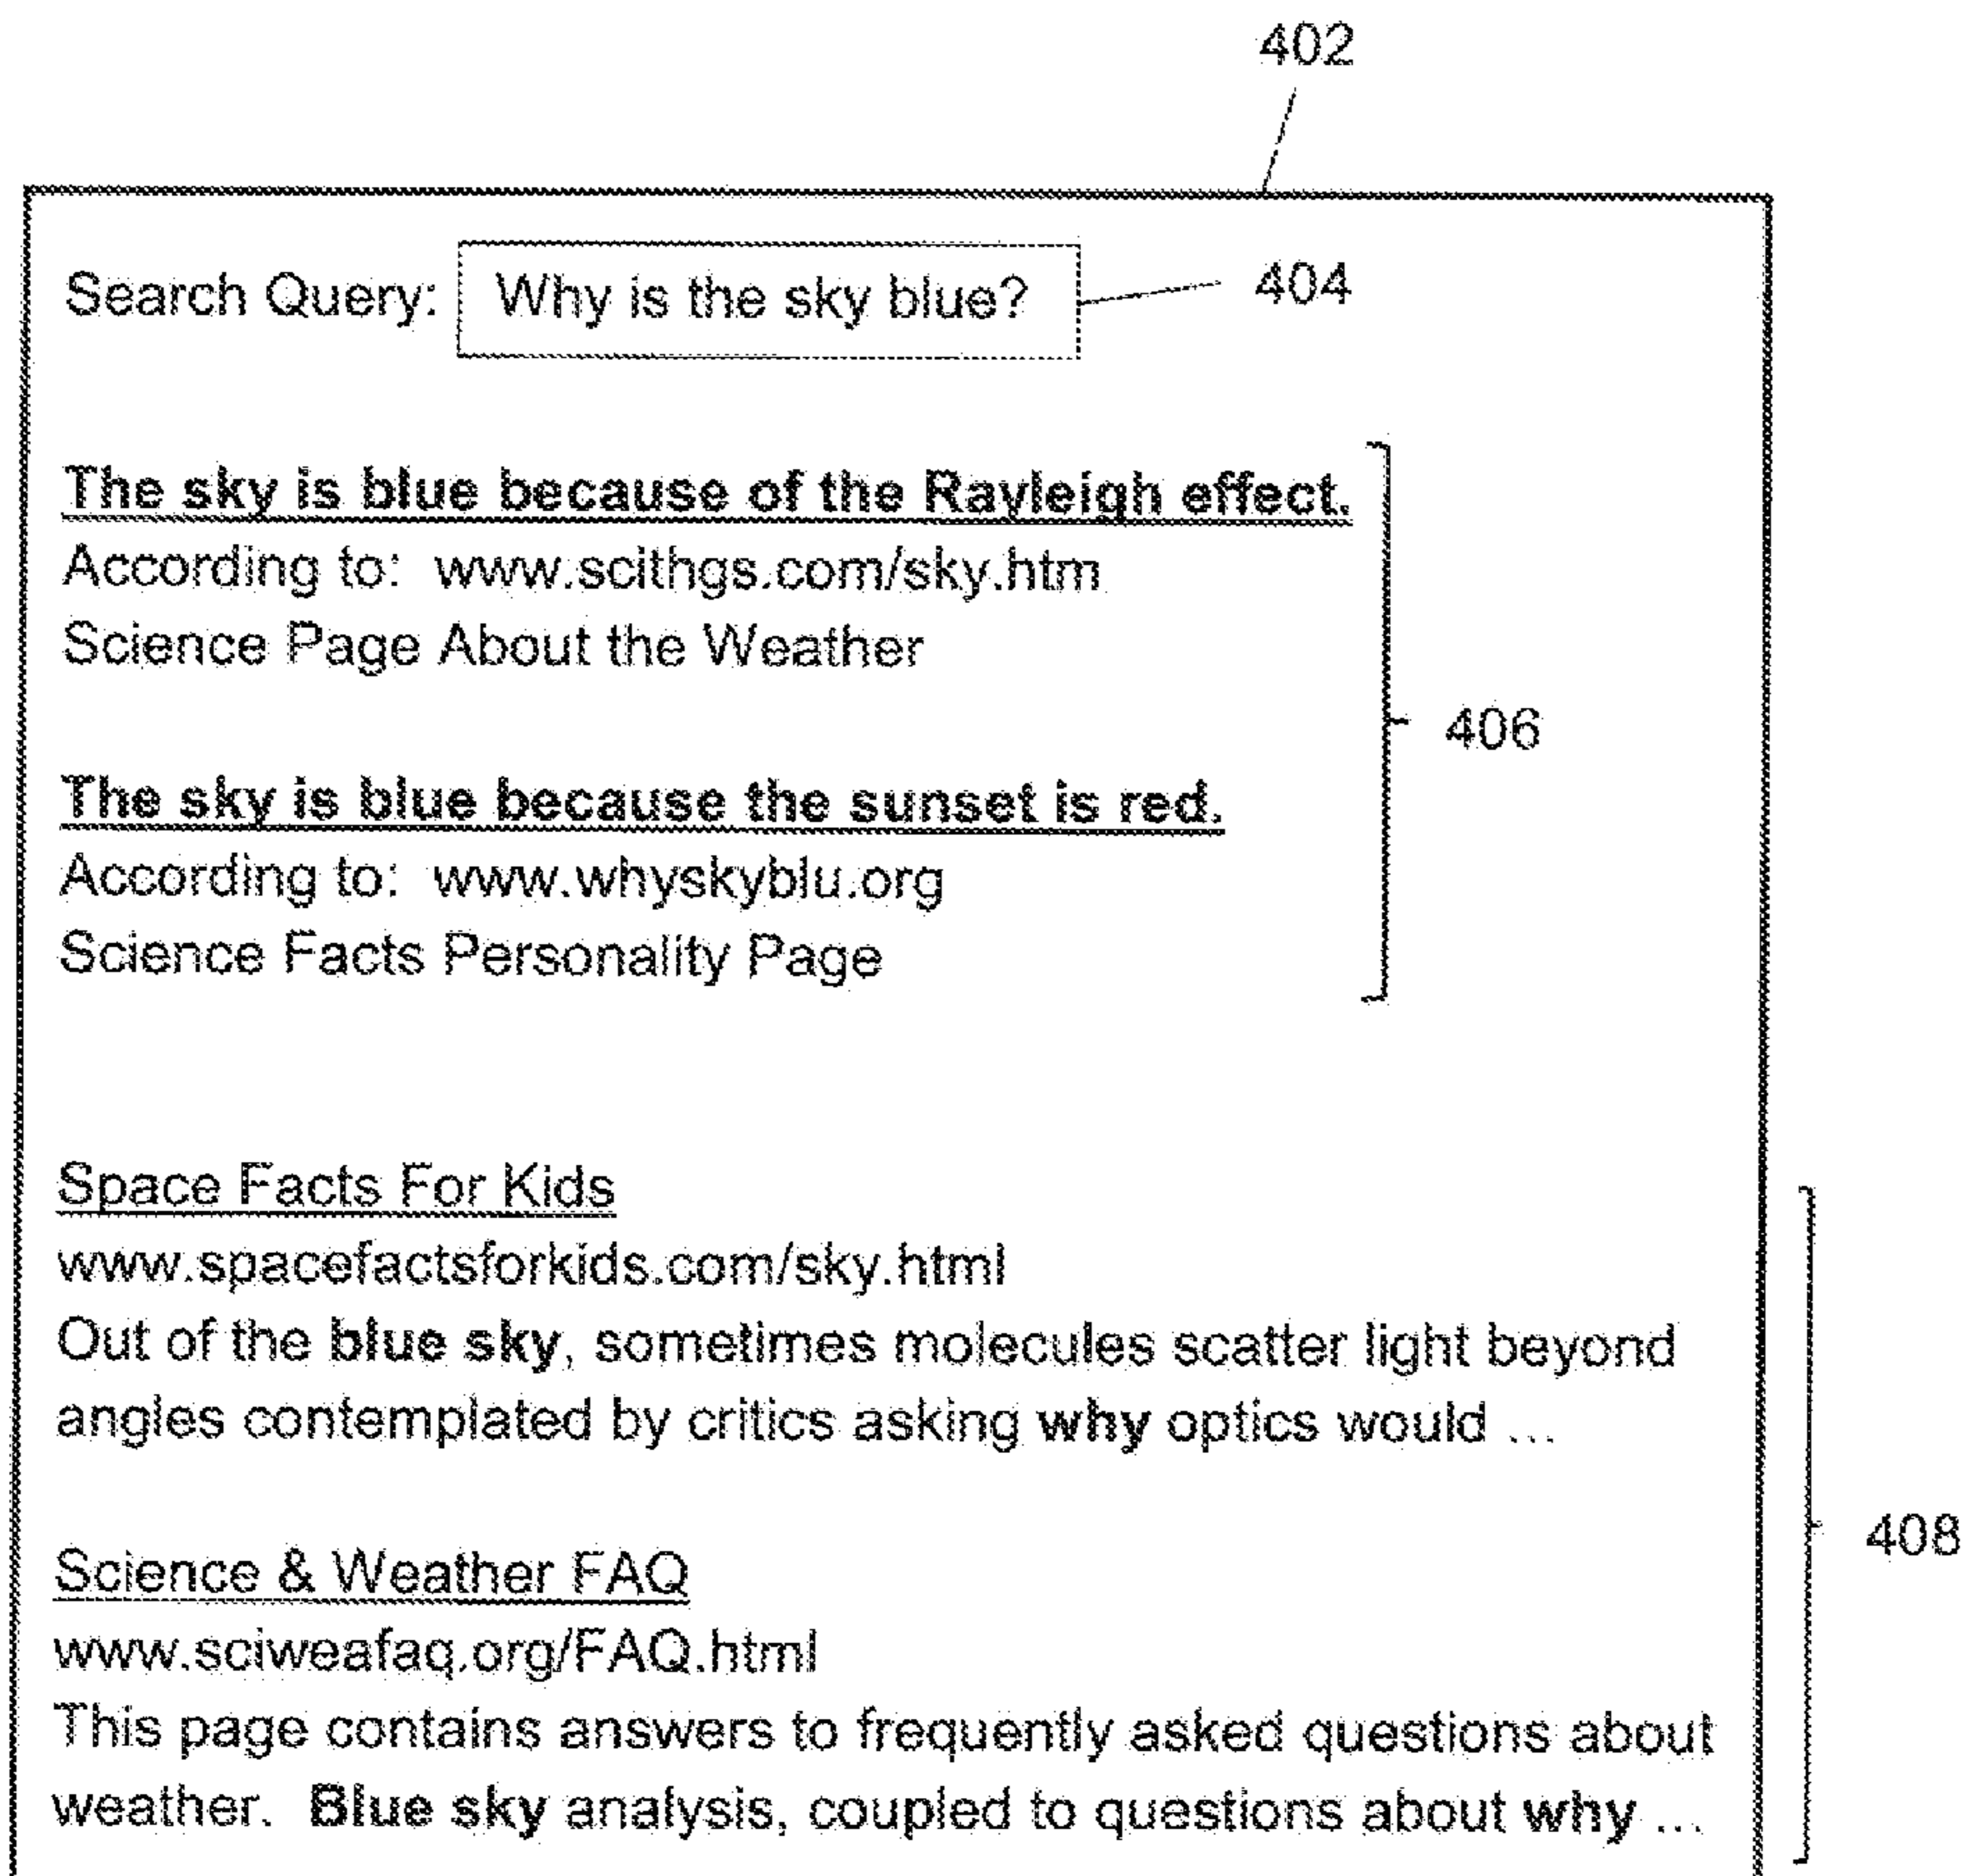 402
Search Query: Why is the sky blue? 404
The sky is blue because of the Rayleigh effect.
According to: www.scithgs.com/sky.htm
Science Page About the Weather
406
The sky is blue because the sunset is red.
According to: www.whyskyblu.org
Science Facts Personality Page
Space Facts For Kids
www.spacefactsforkids.com/sky.html
Out of the blue sky, sometimes molecules scatter light beyond
angles contemplated by critics asking why optics would ...
408
Science & Weather FAQ
www.sciweafaq.org/FAQ.html
This page contains answers to frequently asked questions about
weather. Blue sky analysis, coupled to questions about why ...